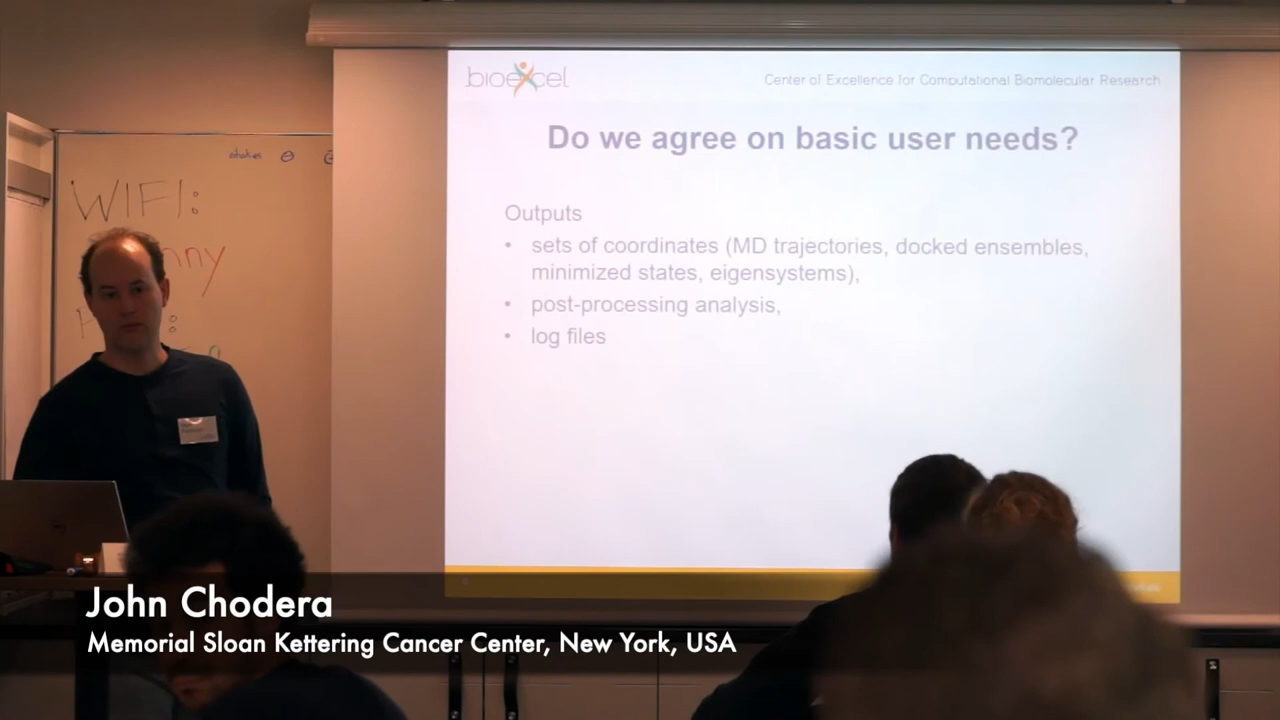 bioexcel
Center of Excellence for Computational Biomolecular Research
Do we agree on basic user needs?
Outputs
• sets of coordinates (MD trajectories, docked ensembles,
minimized states, eigensystems),
• post-processing analysis,
• log files
WIFI:
John Chodera
Memorial Sloan Kettering Cancer Center, New York, USA